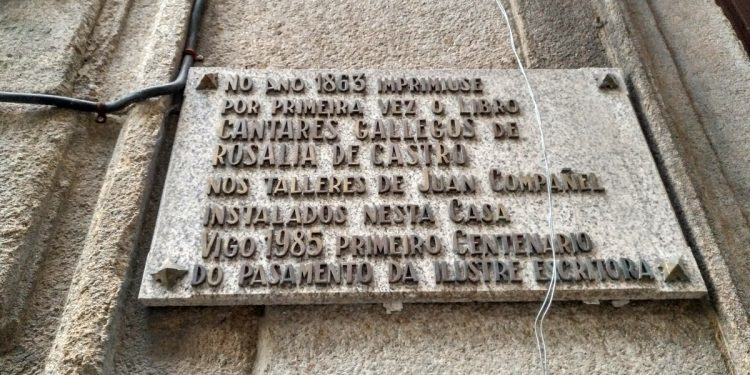 NO ANO 1863 IMPRIMIUSE
POR PRIMEIRA VEZ O LIBRO
CANTARES GALLEGOS DE
ROSALIA DE CASTRO
NOS TALLERES DE JUAN COMPAÑEL
INSTALADOS NESTA CASA
VIGO 1985 PRIMEIRO CENTENARIO
DO PASAMENTO DA ILUSTRE ESCRITORA